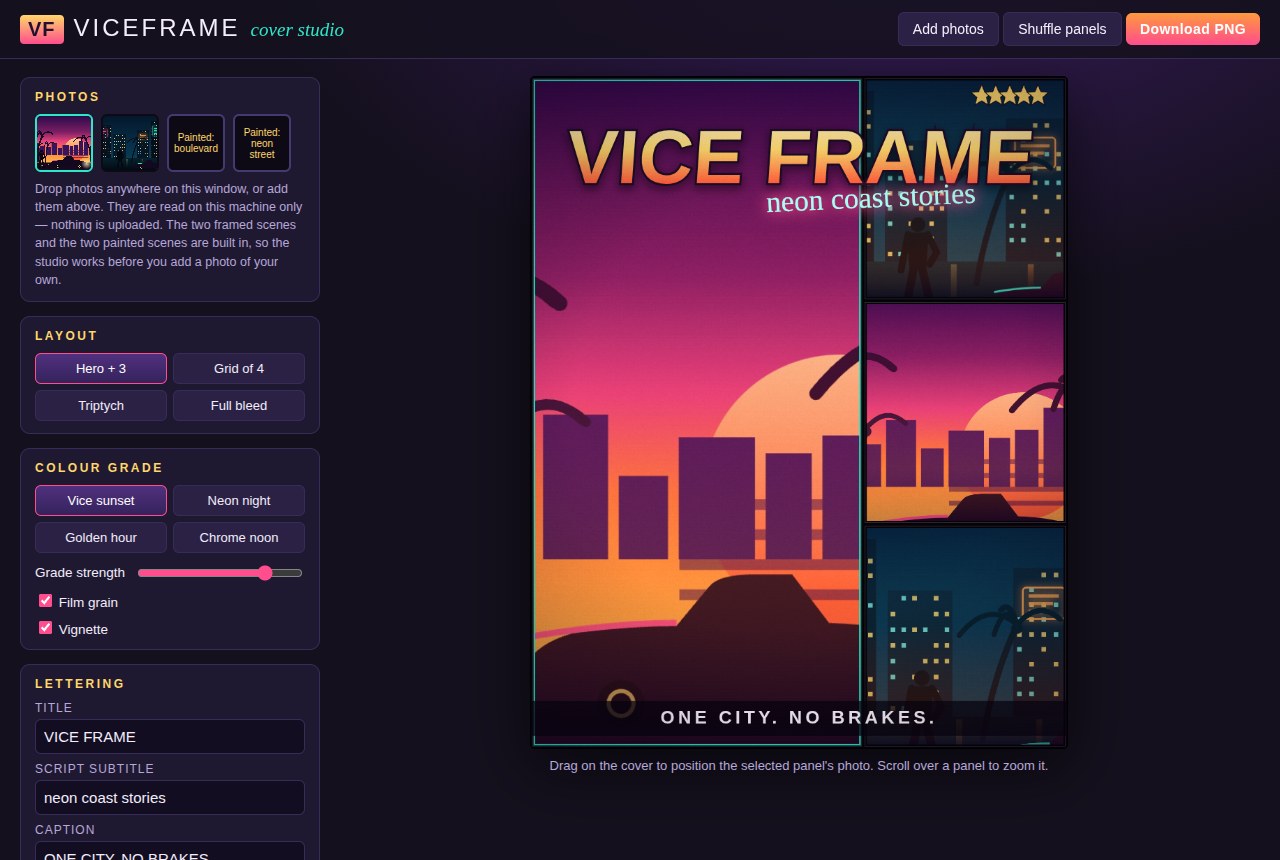 VF VICEFRAME cover studio
Add photos
Shuffle panels
Download PNG
PHOTOS
Painted:
boulevard
Painted:
neon
street
Drop photos anywhere on this window, or add
them above. They are read on this machine only
— nothing is uploaded. The two framed scenes
and the two painted scenes are built in, so the
studio works before you add a photo of your
own.
LAYOUT
Hero + 3
Grid of 4
Triptych
Full bleed
COLOUR GRADE
Vice sunset
Neon night
Golden hour
Chrome noon
Grade strength
Film grain
Vignette
LETTERING
TITLE
VICE FRAME
SCRIPT SUBTITLE
neon coast stories
CAPTION
ONE CITY. NO BRAKES.
VICE FRAME
neon coast stories
ONE CITY. NO BRAKES.
Drag on the cover to position the selected panel's photo. Scroll over a panel to zoom it.